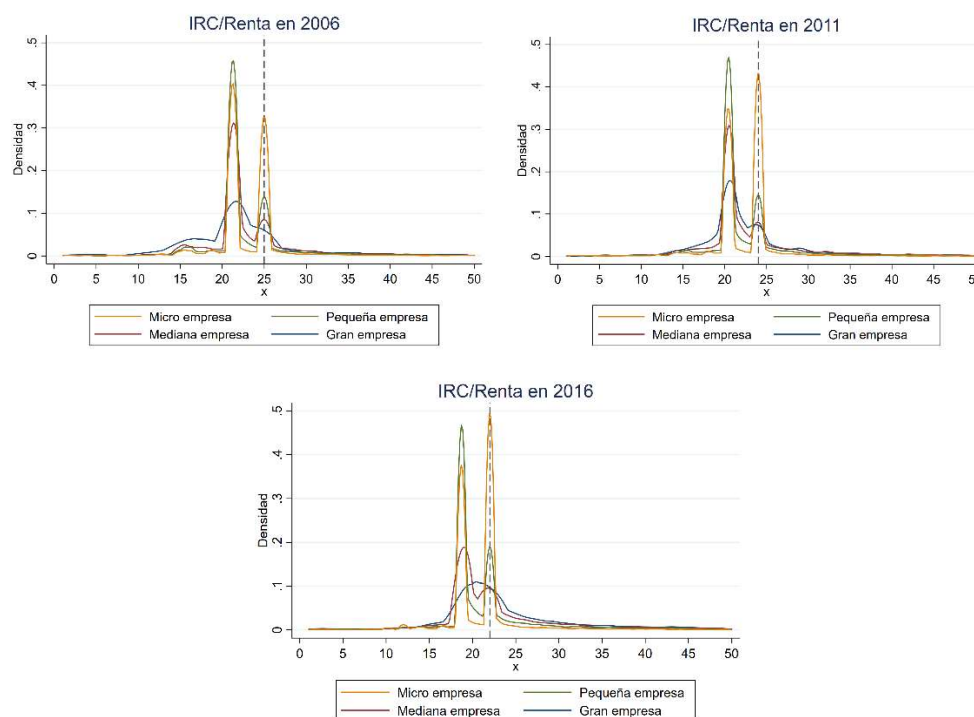 IRC/Renta en 2006
.5
.4
.3
.2
.1
0
Densidad
0 5 10 15 20 25 30 35 40 45 50
x
Micro empresa Pequeña empresa
Mediana empresa Gran empresa
IRC/Renta en 2011
.5
.4
.3
.2
.1
0
Densidad
0 5 10 15 20 25 30 35 40 45 50
x
Micro empresa Pequeña empresa
Mediana empresa Gran empresa
IRC/Renta en 2016
.5
.4
.3
.2
.1
0
Densidad
0 5 10 15 20 25 30 35 40 45 50
x
Micro empresa Pequeña empresa
Mediana empresa Gran empresa